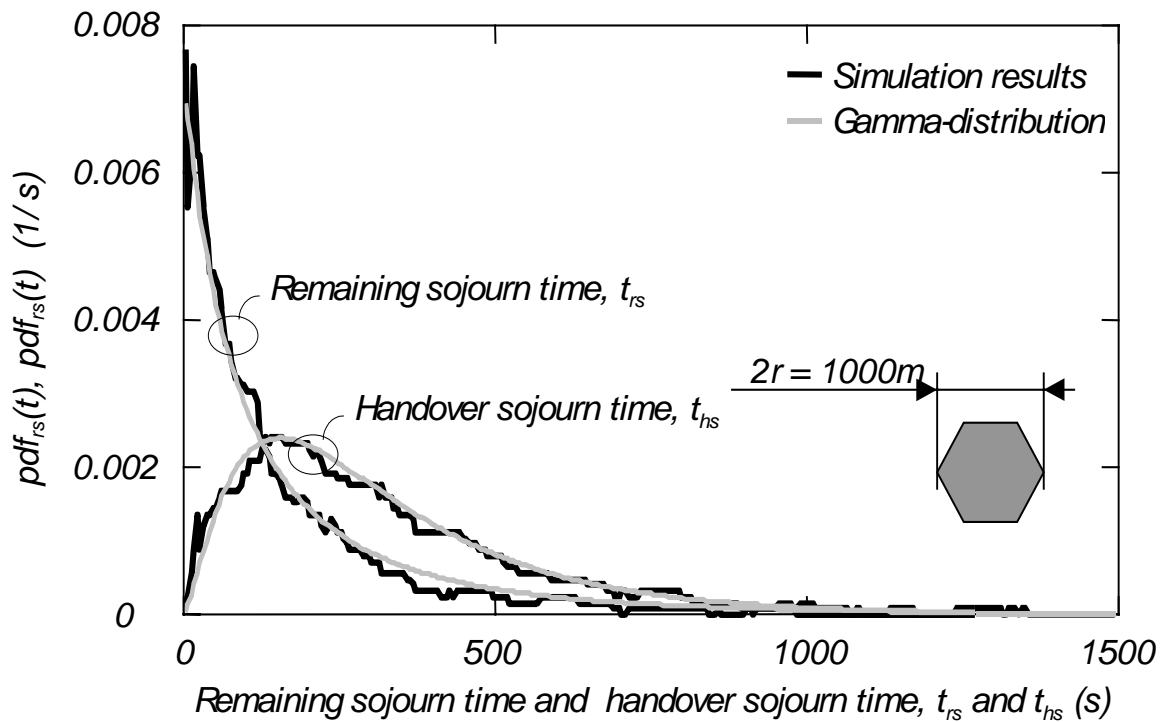 0.008
0.006
0.004
0.002
0
pdf_rs(t), pdf_rs(t) (1/s)
Simulation results
Gamma-distribution
Remaining sojourn time, t_rs
Handover sojourn time, t_hs
2r = 1000m
0 500 1000 1500
Remaining sojourn time and handover sojourn time, t_rs and t_hs (s)